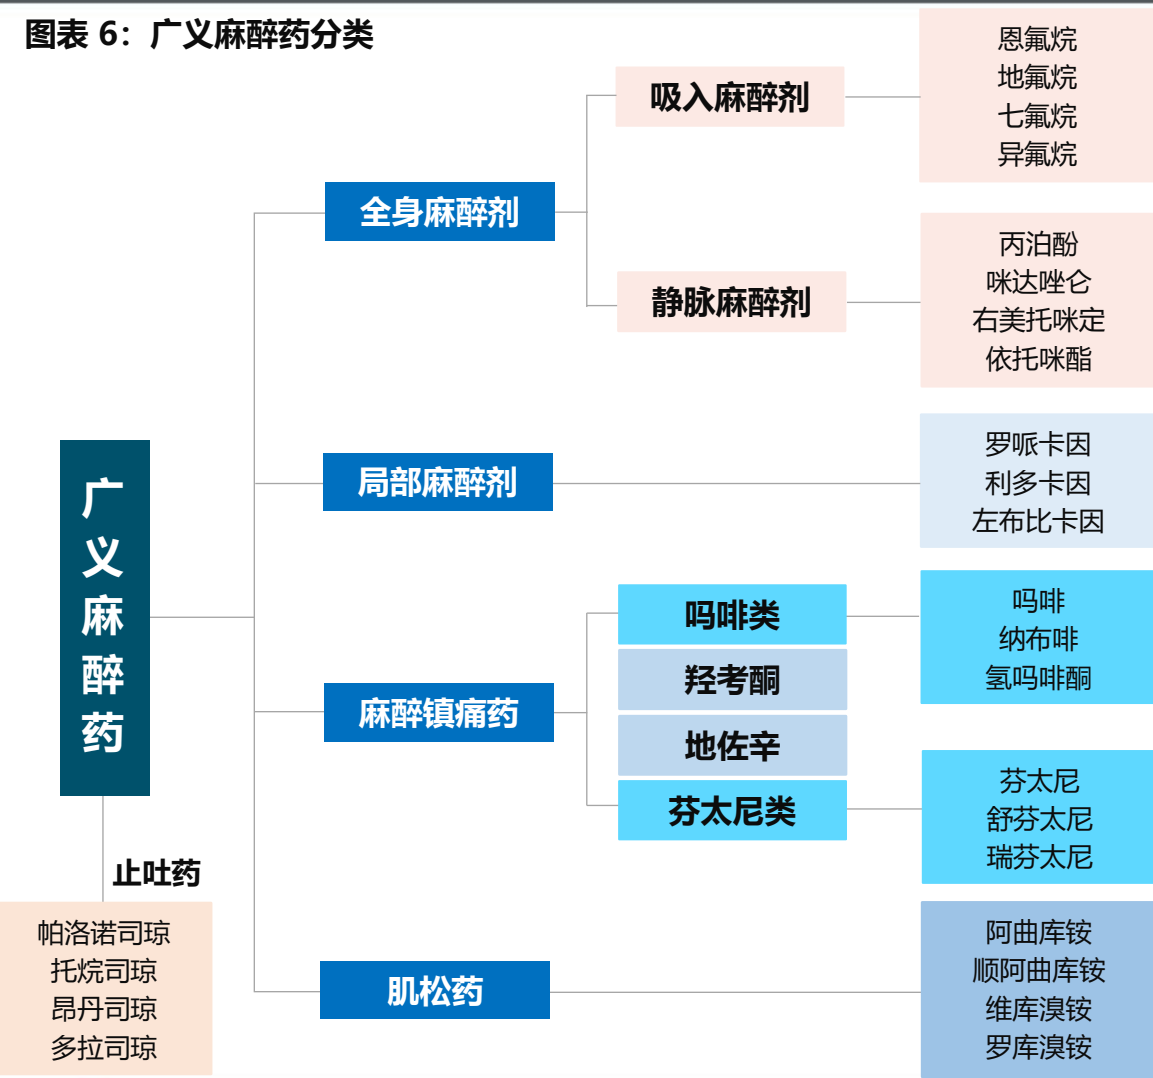 图表 6：广义麻醉药分类
广义麻醉药
止吐药
帕洛诺司琼
托烷司琼
昂丹司琼
多拉司琼
全身麻醉剂
吸入麻醉剂
恩氟烷
地氟烷
七氟烷
异氟烷
静脉麻醉剂
丙泊酚
咪达唑仑
右美托咪定
依托咪酯
局部麻醉剂
罗哌卡因
利多卡因
左布比卡因
麻醉镇痛药
吗啡类
吗啡
纳布啡
氢吗啡酮
羟考酮
地佐辛
芬太尼类
芬太尼
舒芬太尼
瑞芬太尼
肌松药
阿曲库铵
顺阿曲库铵
维库溴铵
罗库溴铵